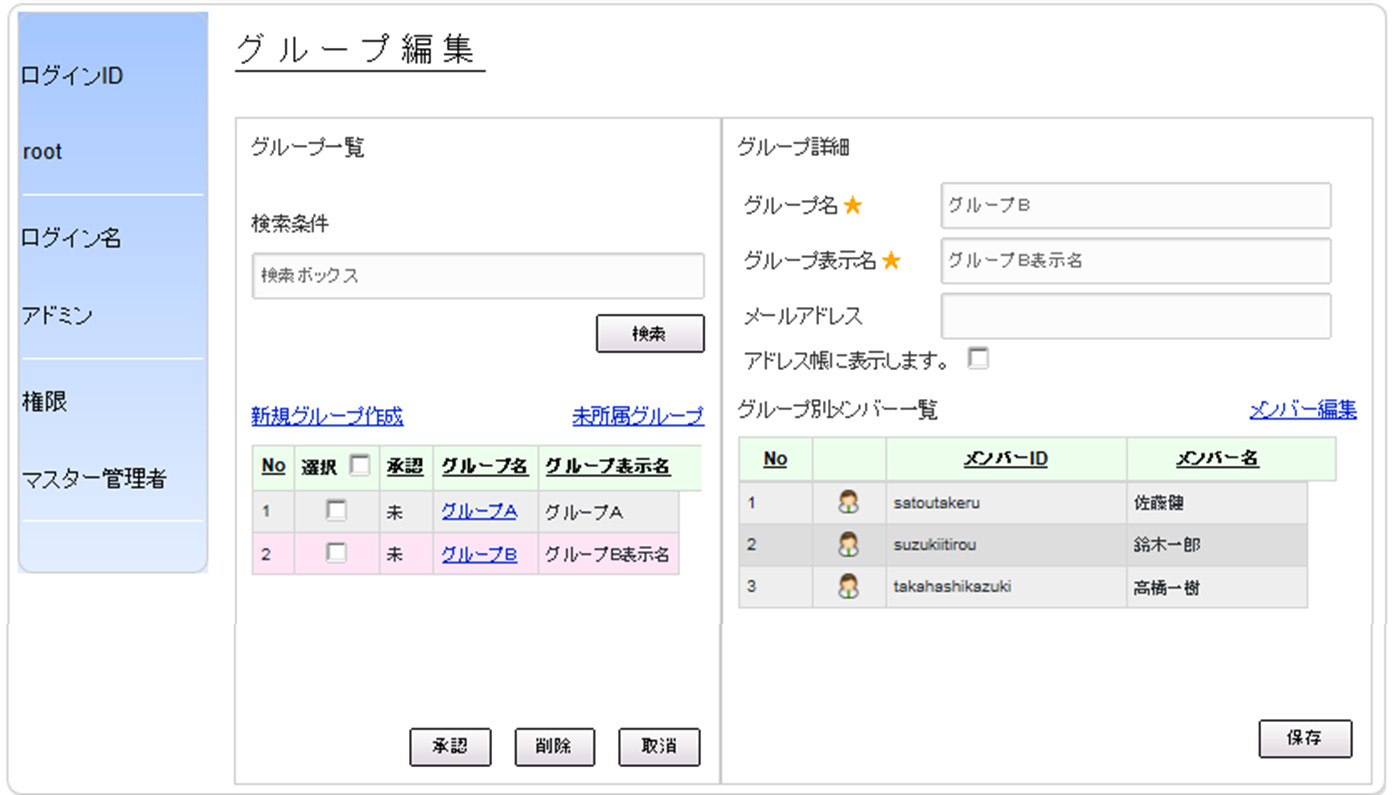 グループ編集
ログインID
root
ログイン名
アドミン
権限
マスター管理者
グループ一覧
検索条件
検索ボックス
検索
新規グループ作成 未所属グループ
No 選択 承認 グループ名 グループ表示名
1 未 グループA グループA
2 未 グループB グループB表示名
承認 削除 取消
グループ詳細
グループ名★ グループB
グループ表示名★ グループB表示名
メールアドレス
アドレス帳に表示します。
グループ別メンバー一覧 メンバー編集
No メンバーID メンバー名
1 satoutakeru 佐藤健
2 suzukiitirou 鈴木一郎
3 takahashikazuki 高橋一樹
保存